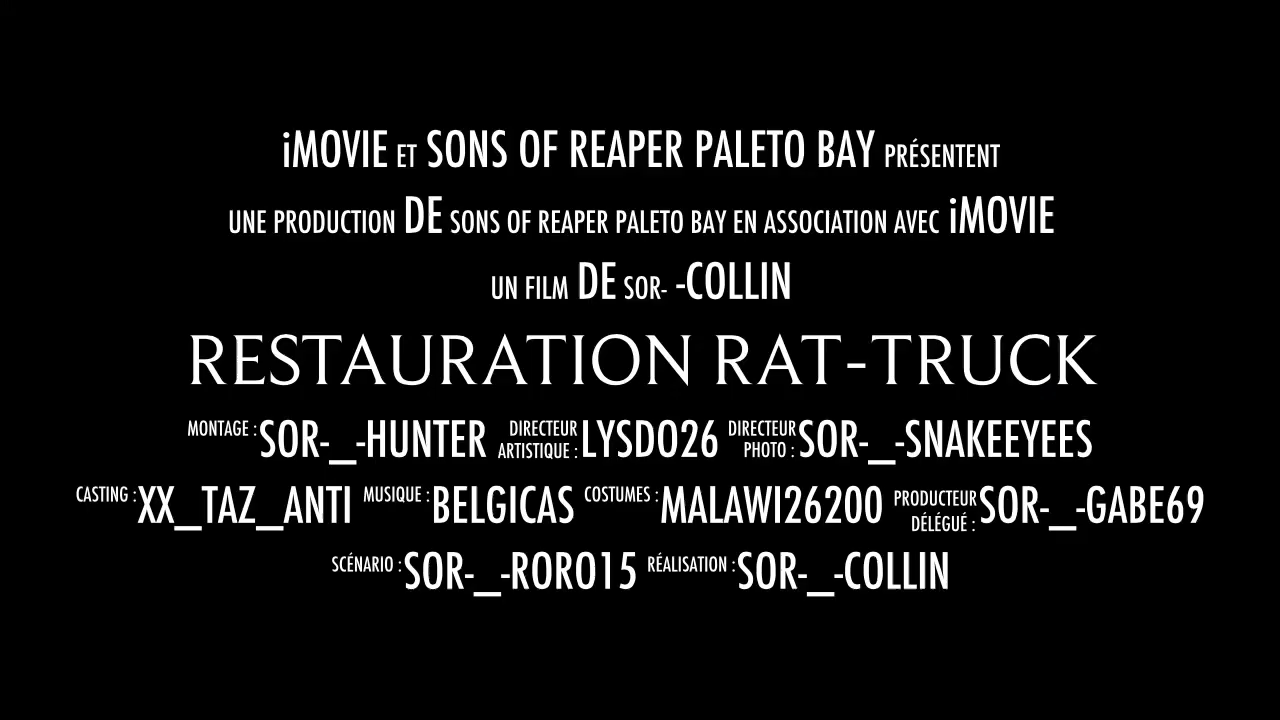 iMOVIE ET SONS OF REAPER PALETO BAY PRÉSENTENT
UNE PRODUCTION DE SONS OF REAPER PALETO BAY EN ASSOCIATION AVEC iMOVIE
UN FILM DE SOR- -COLLIN
RESTAURATION RAT-TRUCK
MONTAGE : SOR-_-HUNTER DIRECTEUR ARTISTIQUE : LYSDO26 DIRECTEUR PHOTO : SOR-_-SNAKEEYEES
CASTING : XX_TAZ_ANTI MUSIQUE : BELGICAS COSTUMES : MALAWI26200 PRODUCTEUR DÉLÉGUÉ : SOR-_-GABE69
SCÉNARIO : SOR-_-RORO15 RÉALISATION : SOR-_-COLLIN